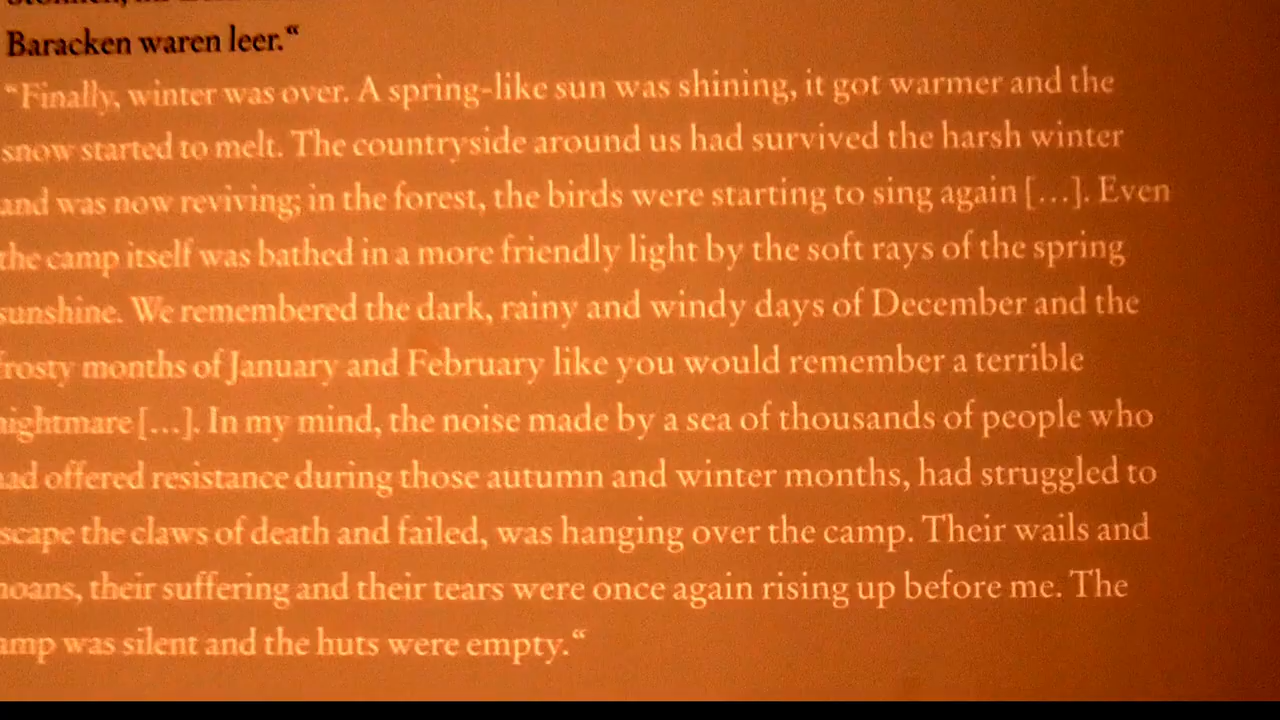 Baracken waren leer.“
“Finally, winter was over. A spring-like sun was shining, it got warmer and the
snow started to melt. The countryside around us had survived the harsh winter
and was now reviving; in the forest, the birds were starting to sing again [...]. Even
the camp itself was bathed in a more friendly light by the soft rays of the spring
sunshine. We remembered the dark, rainy and windy days of December and the
frosty months of January and February like you would remember a terrible
nightmare [...]. In my mind, the noise made by a sea of thousands of people who
had offered resistance during those autumn and winter months, had struggled to
scape the claws of death and failed, was hanging over the camp. Their wails and
moans, their suffering and their tears were once again rising up before me. The
amp was silent and the huts were empty.“